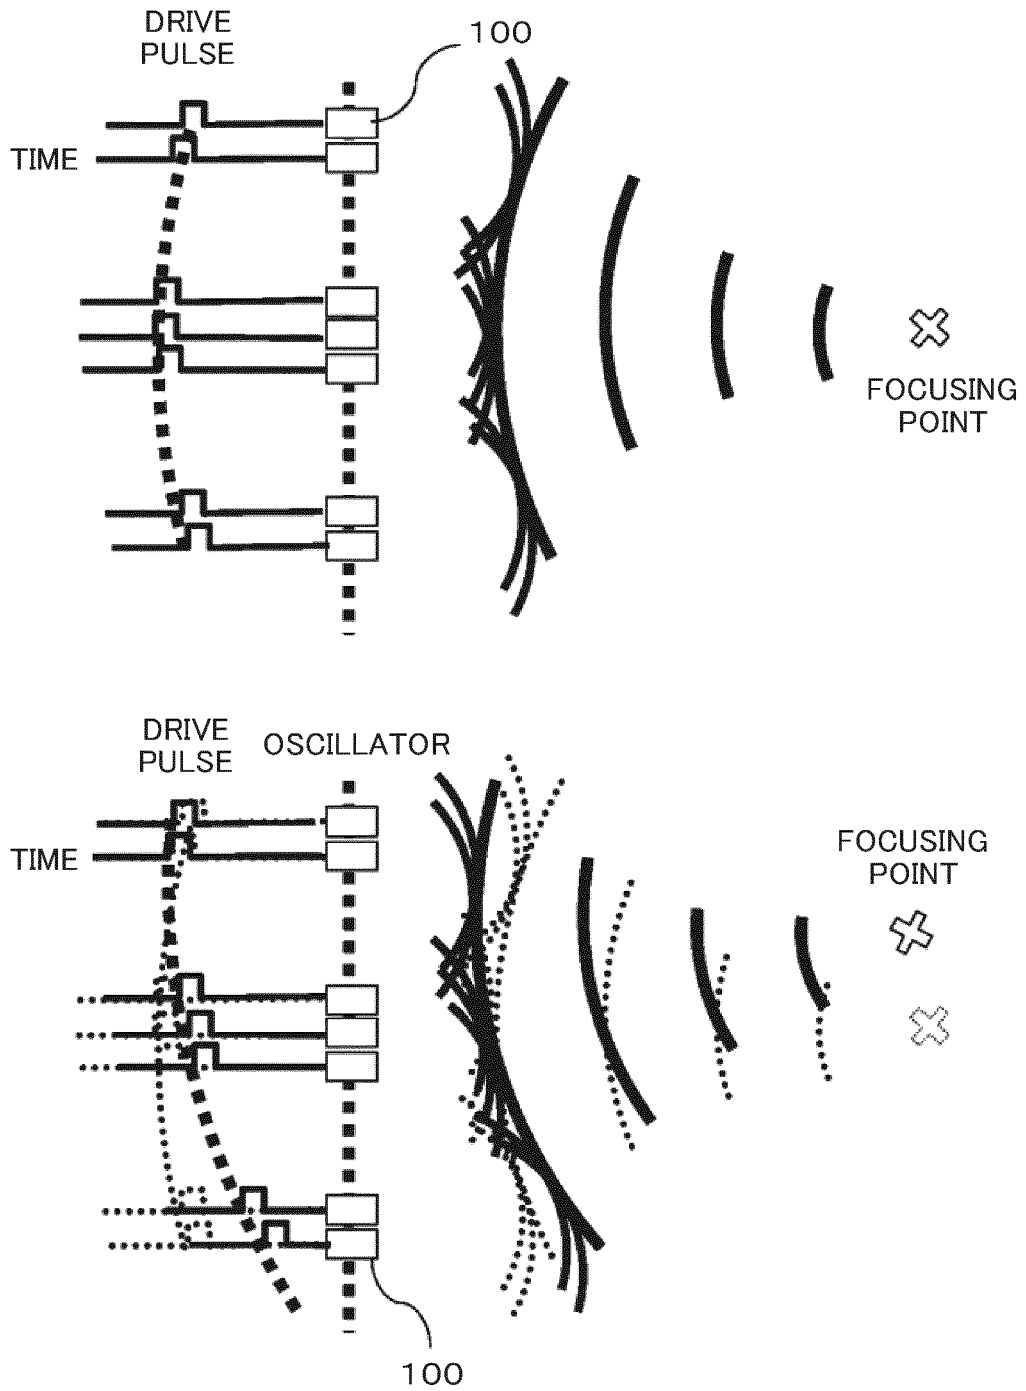 DRIVE
PULSE
100
TIME
FOCUSING
POINT
DRIVE
PULSE
OSCILLATOR
TIME
FOCUSING
POINT
100